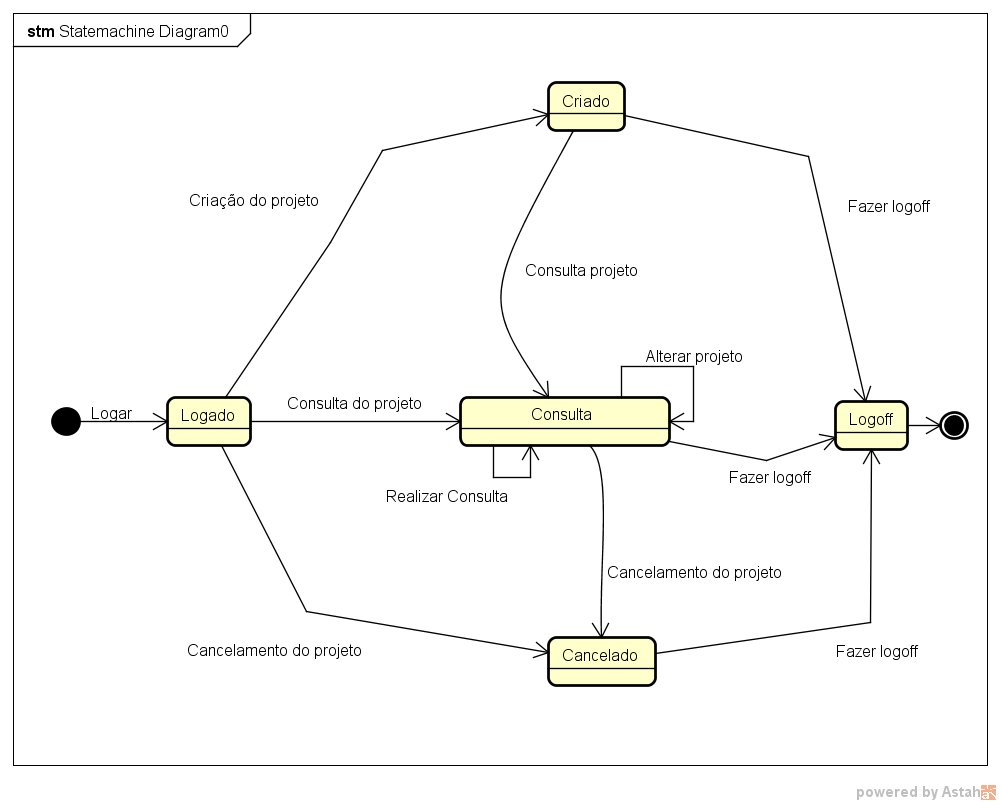 stm Statemachine Diagram0
Criado
Criação do projeto
Fazer logoff
Consulta projeto
Alterar projeto
Logar
Logado
Consulta do projeto
Consulta
Logoff
Fazer logoff
Realizar Consulta
Cancelamento do projeto
Cancelamento do projeto
Cancelado
Fazer logoff
powered by Astah